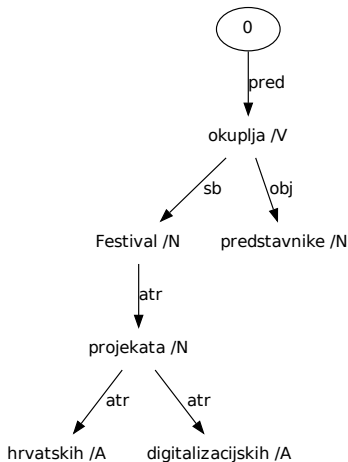 0
pred
okuplja /V
sb obj
Festival /N predstavnike /N
atr
projekata /N
atr atr
hrvatskih /A digitalizacijskih /A